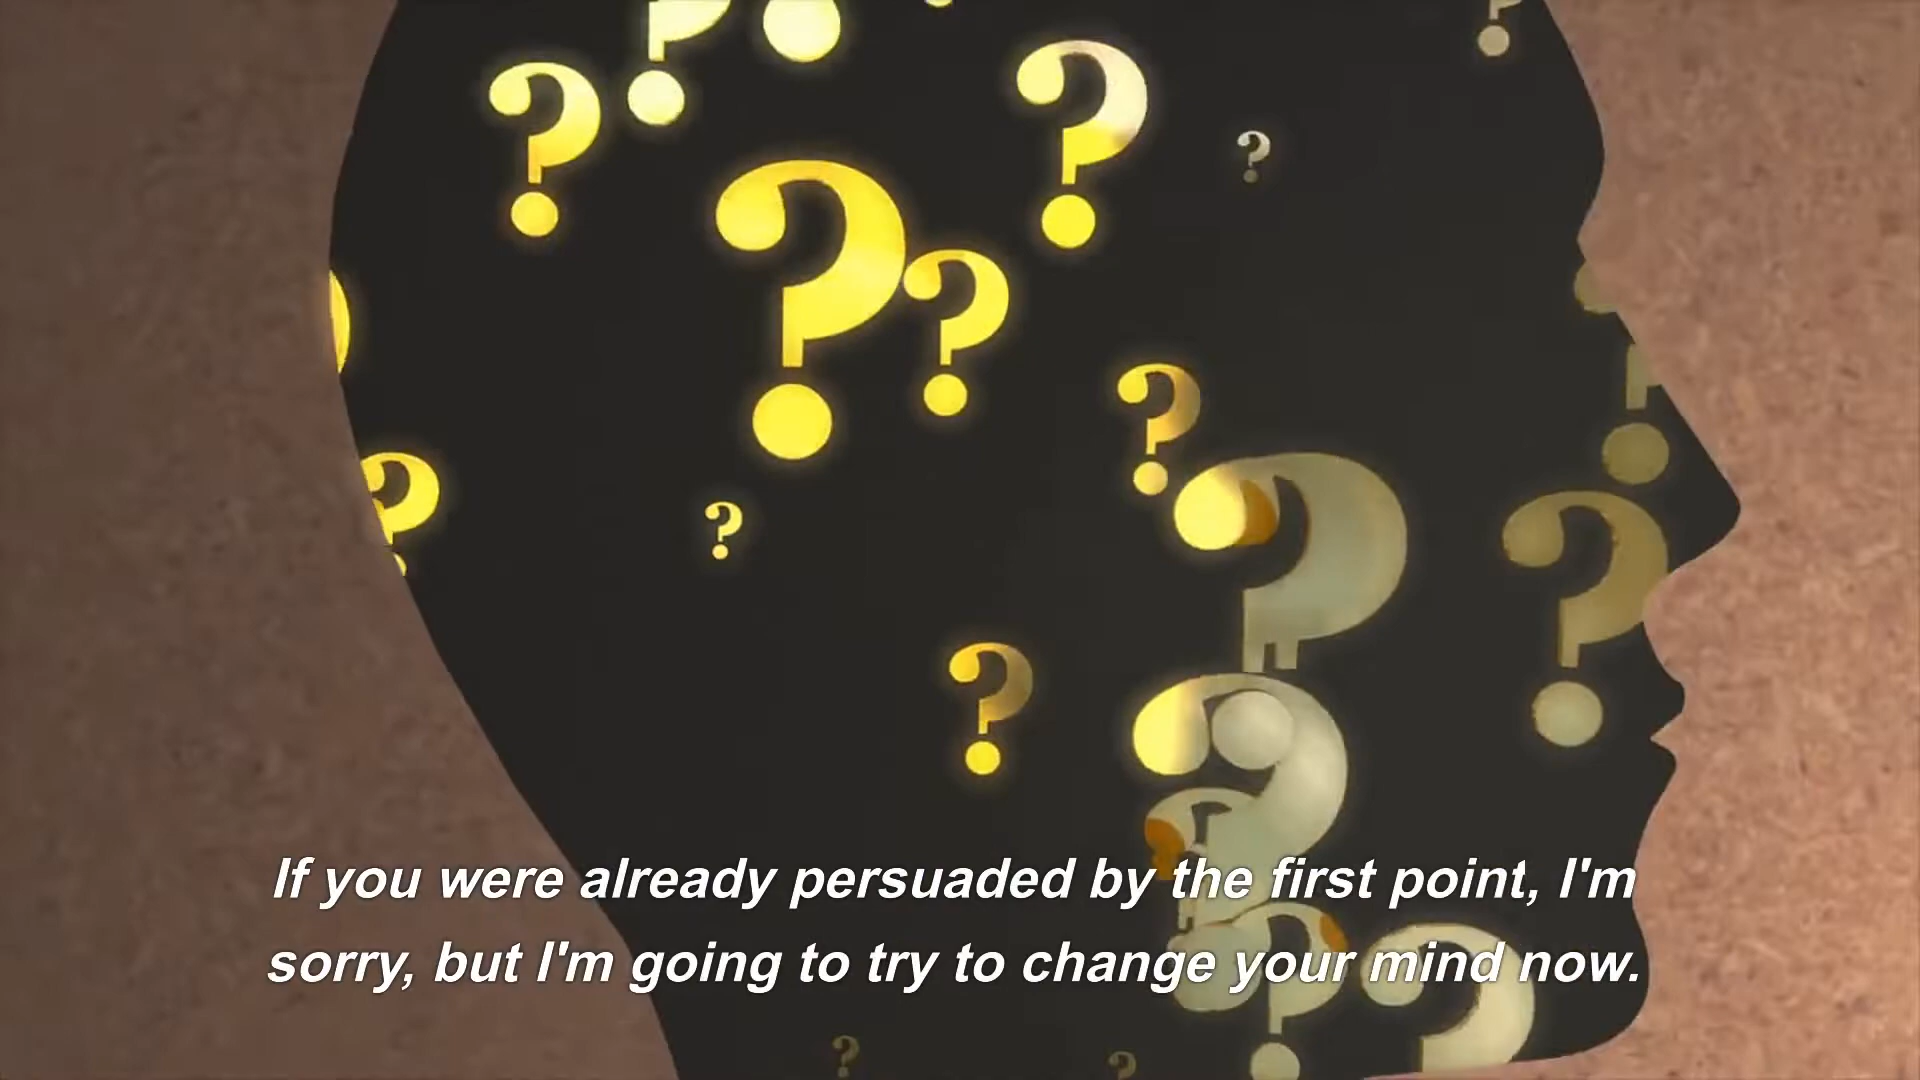 If you were already persuaded by the first point, I'm
sorry, but I'm going to try to change your mind now.